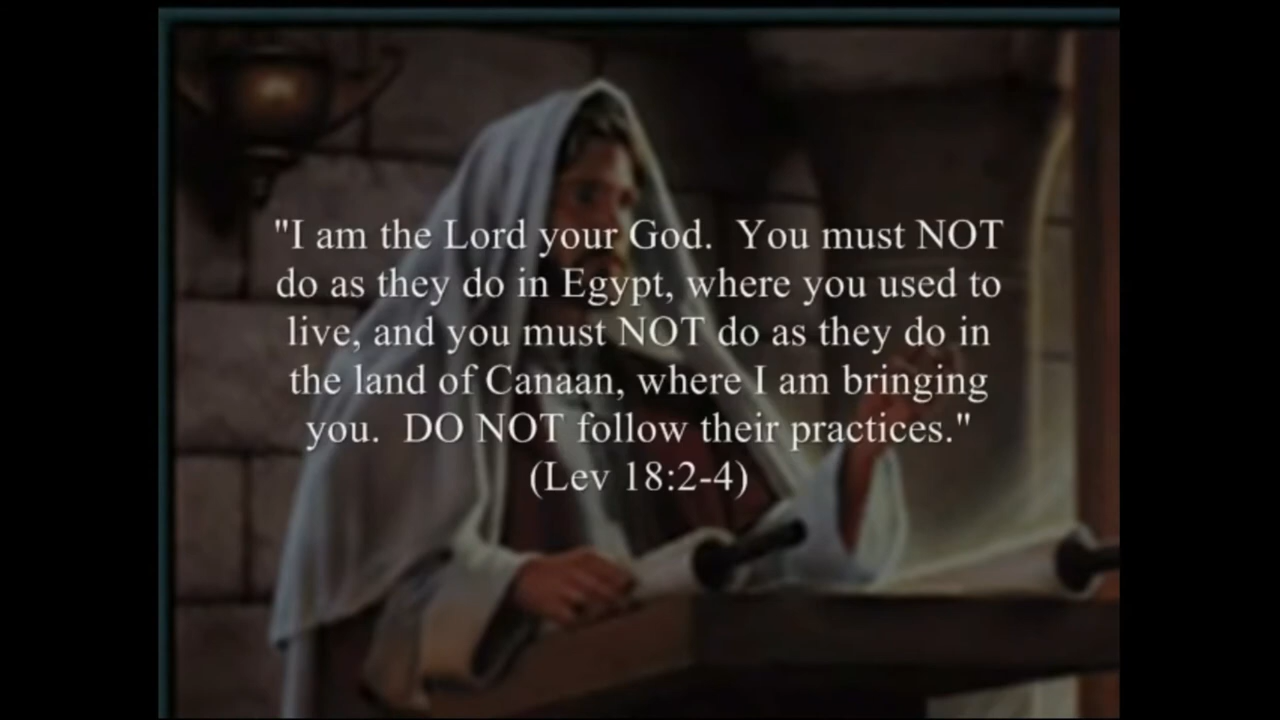 "I am the Lord your God.  You must NOT
do as they do in Egypt, where you used to
live, and you must NOT do as they do in
the land of Canaan, where I am bringing
you.  DO NOT follow their practices."
(Lev 18:2-4)